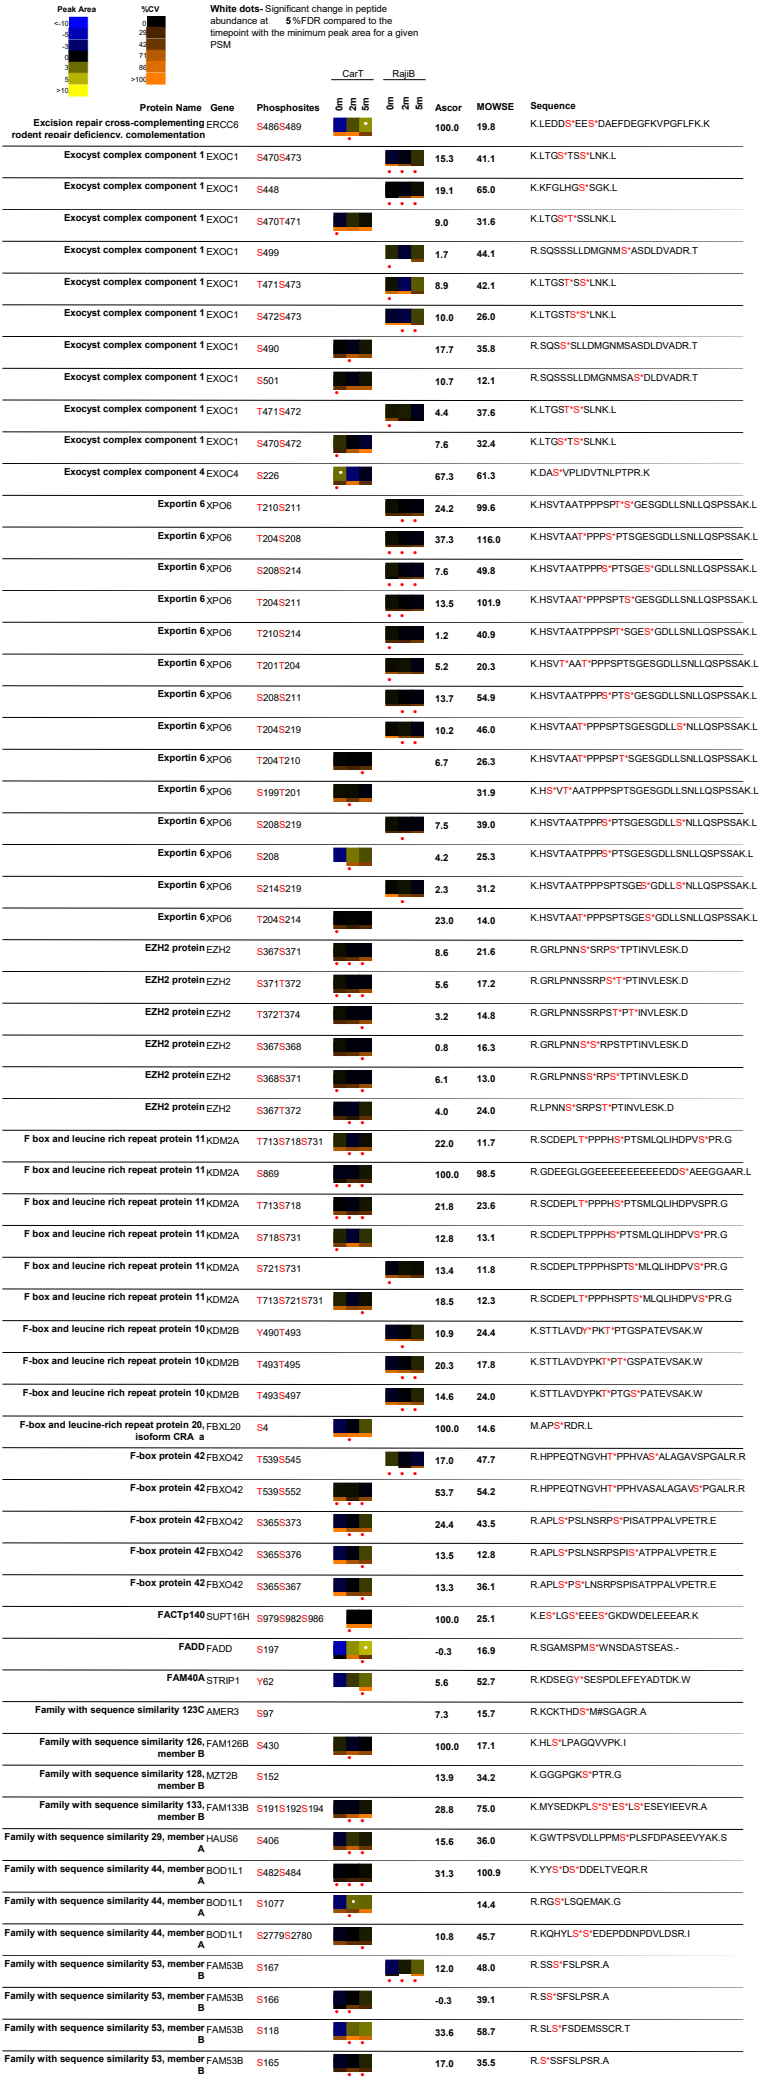 Peak Area
%CV
White dots- Significant change in peptide
abundance at 5 %FDR compared to the
timepoint with the minimum peak area for a given
PSM
<-10
-5
-3
0
3
5
>10
0
29
42
71
86
>100
CarT RajiB
Protein Name Gene Phosphosites 0m 2m 5m 0m 2m 5m Ascor MOWSE Sequence
Excision repair cross-complementing
rodent repair deficiency. complementation ERCC6 S486S489 100.0 19.8 K.LEDDS*EES*DAEFDEGFKVPGFLFK.K
Exocyst complex component 1 EXOC1 S470S473 15.3 41.1 K.LTGS*TSS*LNK.L
Exocyst complex component 1 EXOC1 S448 19.1 65.0 K.KFGLHGS*SGK.L
Exocyst complex component 1 EXOC1 S470T471 9.0 31.6 K.LTGS*T*SSLNK.L
Exocyst complex component 1 EXOC1 S499 1.7 44.1 R.SQSSSLLDMGNMS*ASDLDVADR.T
Exocyst complex component 1 EXOC1 T471S473 8.9 42.1 K.LTGST*SS*LNK.L
Exocyst complex component 1 EXOC1 S472S473 10.0 26.0 K.LTGSTS*S*LNK.L
Exocyst complex component 1 EXOC1 S490 17.7 35.8 R.SQSS*SLLDMGNMSASDLDVADR.T
Exocyst complex component 1 EXOC1 S501 10.7 12.1 R.SQSSSLLDMGNMSAS*DLDVADR.T
Exocyst complex component 1 EXOC1 T471S472 4.4 37.6 K.LTGST*S*SLNK.L
Exocyst complex component 1 EXOC1 S470S472 7.6 32.4 K.LTGS*TS*SLNK.L
Exocyst complex component 4 EXOC4 S226 67.3 61.3 K.DAS*VPLIDVTNLPTPR.K
Exportin 6 XPO6 T210S211 24.2 99.6 K.HSVTAATPPPSPT*S*GESGDLLSNLLQSPSSAK.L
Exportin 6 XPO6 T204S208 37.3 116.0 K.HSVTAAT*PPPS*PTSGESGDLLSNLLQSPSSAK.L
Exportin 6 XPO6 S208S214 7.6 49.8 K.HSVTAATPPPS*PTSGES*GDLLSNLLQSPSSAK.L
Exportin 6 XPO6 T204S211 13.5 101.9 K.HSVTAAT*PPPSPTS*GESGDLLSNLLQSPSSAK.L
Exportin 6 XPO6 T210S214 1.2 40.9 K.HSVTAATPPPSPT*SGES*GDLLSNLLQSPSSAK.L
Exportin 6 XPO6 T201T204 5.2 20.3 K.HSVT*AAT*PPPSPTSGESGDLLSNLLQSPSSAK.L
Exportin 6 XPO6 S208S211 13.7 54.9 K.HSVTAATPPPS*PTS*GESGDLLSNLLQSPSSAK.L
Exportin 6 XPO6 T204S219 10.2 46.0 K.HSVTAAT*PPPSPTSGESGDLLS*NLLQSPSSAK.L
Exportin 6 XPO6 T204T210 6.7 26.3 K.HSVTAAT*PPPSPT*SGESGDLLSNLLQSPSSAK.L
Exportin 6 XPO6 S199T201 31.9 K.HS*VT*AATPPPSPTSGESGDLLSNLLQSPSSAK.L
Exportin 6 XPO6 S208S219 7.5 39.0 K.HSVTAATPPPS*PTSGESGDLLS*NLLQSPSSAK.L
Exportin 6 XPO6 S208 4.2 25.3 K.HSVTAATPPPS*PTSGESGDLLSNLLQSPSSAK.L
Exportin 6 XPO6 S214S219 2.3 31.2 K.HSVTAATPPPSPTSGES*GDLLS*NLLQSPSSAK.L
Exportin 6 XPO6 T204S214 23.0 14.0 K.HSVTAAT*PPPSPTSGES*GDLLSNLLQSPSSAK.L
EZH2 protein EZH2 S367S371 8.6 21.6 R.GRLPNNS*SRPS*TPTINVLESK.D
EZH2 protein EZH2 S371T372 5.6 17.2 R.GRLPNNSSRPS*T*PTINVLESK.D
EZH2 protein EZH2 T372T374 3.2 14.8 R.GRLPNNSSRPST*PT*INVLESK.D
EZH2 protein EZH2 S367S368 0.8 16.3 R.GRLPNNS*S*RPSTPTINVLESK.D
EZH2 protein EZH2 S368S371 6.1 13.0 R.GRLPNNSS*RPS*TPTINVLESK.D
EZH2 protein EZH2 S367T372 4.0 24.0 R.LPNNS*SRPST*PTINVLESK.D
F box and leucine rich repeat protein 11 KDM2A T713S718S731 22.0 11.7 R.SCDEPLT*PPPHS*PTSMLQLIHDPVS*PR.G
F box and leucine rich repeat protein 11 KDM2A S869 100.0 98.5 R.GDEEGLGGEEEEEEEEEEEDDS*AEEGGAAR.L
F box and leucine rich repeat protein 11 KDM2A T713S718 21.8 23.6 R.SCDEPLT*PPPHS*PTSMLQLIHDPVSPR.G
F box and leucine rich repeat protein 11 KDM2A S718S731 12.8 13.1 R.SCDEPLTPPPHS*PTSMLQLIHDPVS*PR.G
F box and leucine rich repeat protein 11 KDM2A S721S731 13.4 11.8 R.SCDEPLTPPPHSPTS*MLQLIHDPVS*PR.G
F box and leucine rich repeat protein 11 KDM2A T713S721S731 18.5 12.3 R.SCDEPLT*PPPHSPTS*MLQLIHDPVS*PR.G
F-box and leucine rich repeat protein 10 KDM2B Y490T493 10.9 24.4 K.STTLAVDY*PKT*PTGSPATEVSAK.W
F-box and leucine rich repeat protein 10 KDM2B T493T495 20.3 17.8 K.STTLAVDYPKT*PT*GSPATEVSAK.W
F-box and leucine rich repeat protein 10 KDM2B T493S497 14.6 24.0 K.STTLAVDYPKT*PTGS*PATEVSAK.W
F-box and leucine-rich repeat protein 20,
isoform CRA a FBXL20 S4 100.0 14.6 M.APS*RDR.L
F-box protein 42 FBXO42 T539S545 17.0 47.7 R.HPPEQTNGVHT*PPHVAS*ALAGAVSPGALR.R
F-box protein 42 FBXO42 T539S552 53.7 54.2 R.HPPEQTNGVHT*PPHVASALAGAVS*PGALR.R
F-box protein 42 FBXO42 S365S373 24.4 43.5 R.APLS*PSLNSRPS*PISATPPALVPETR.E
F-box protein 42 FBXO42 S365S376 13.5 12.8 R.APLS*PSLNSRPSPIS*ATPPALVPETR.E
F-box protein 42 FBXO42 S365S367 13.3 36.1 R.APLS*PS*LNSRPSPISATPPALVPETR.E
FACTp140 SUPT16H S979S982S986 100.0 25.1 K.ES*LGS*EEES*GKDWDELEEEAR.K
FADD FADD S197 -0.3 16.9 R.SGAMSPMS*WNSDASTSEAS.-
FAM40A STRIP1 Y62 5.6 52.7 R.KDSEGY*SESPDLEFEYADTDK.W
Family with sequence similarity 123C AMER3 S97 7.3 15.7 R.KCKTHDS*M#SGAGR.A
Family with sequence similarity 126,
member B FAM126B S430 100.0 17.1 K.HLS*LPAGQVVPK.I
Family with sequence similarity 128,
member B MZT2B S152 13.9 34.2 K.GGGPGKS*PTR.G
Family with sequence similarity 133,
member B FAM133B S191S192S194 28.8 75.0 K.MYSEDKPLS*S*ES*LS*ESEYIEEVR.A
Family with sequence similarity 29, member
A HAUS6 S406 15.6 36.0 K.GWTPSVDLLPPMS*PLSFDPASEEVYAK.S
Family with sequence similarity 44, member
A BOD1L1 S482S484 31.3 100.9 K.YYS*DS*DDELTVEQR.R
Family with sequence similarity 44, member
A BOD1L1 S1077 14.4 R.RGS*LSQEMAK.G
Family with sequence similarity 44, member
A BOD1L1 S2779S2780 10.8 45.7 R.KQHYLS*S*EDEPDDNPDVLDSR.I
Family with sequence similarity 53, member
B FAM53B S167 12.0 48.0 R.SSS*FSLPSR.A
Family with sequence similarity 53, member
B FAM53B S166 -0.3 39.1 R.SS*SFSLPSR.A
Family with sequence similarity 53, member
B FAM53B S118 33.6 58.7 R.SLS*FSDEMSSCR.T
Family with sequence similarity 53, member
B FAM53B S165 17.0 35.5 R.S*SSFSLPSR.A